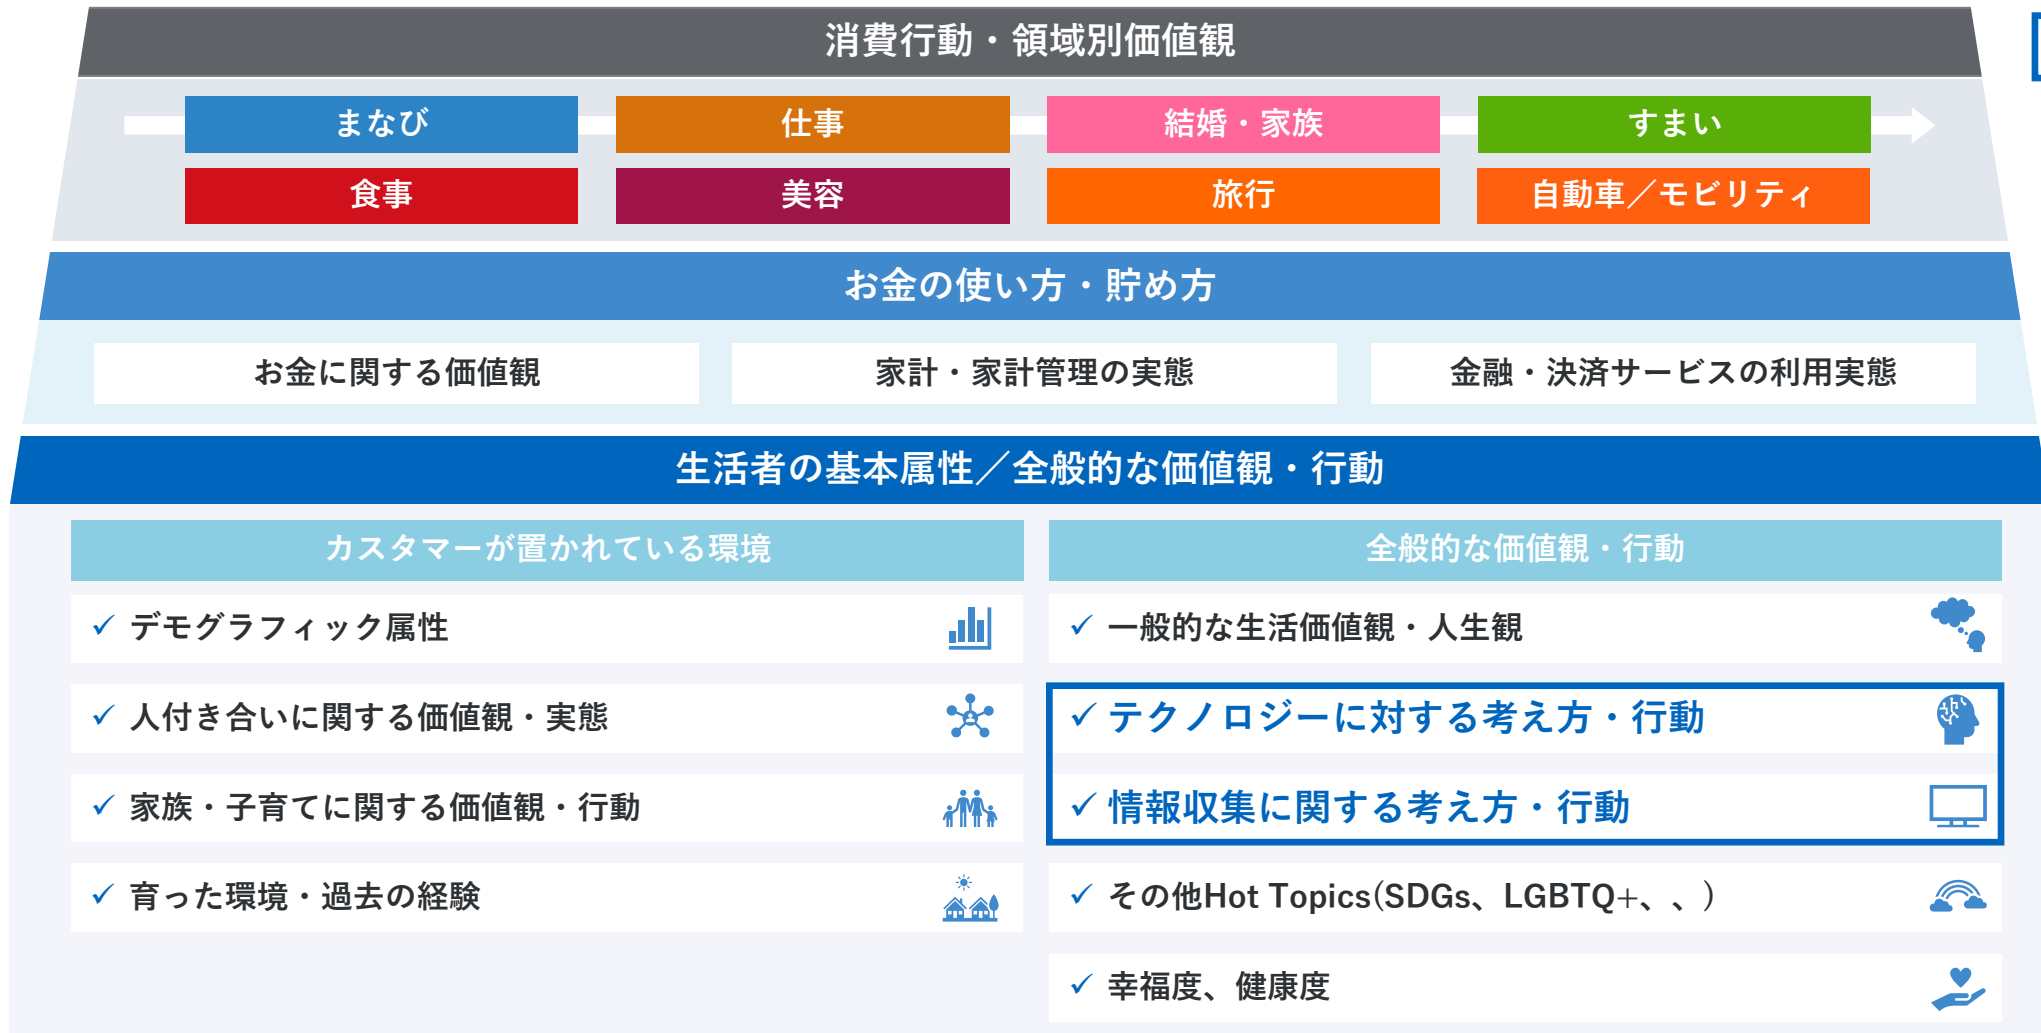 消費行動・領域別価値観
まなび
仕事
結婚・家族
すまい
食事
美容
旅行
自動車／モビリティ
お金の使い方・貯め方
お金に関する価値観
家計・家計管理の実態
金融・決済サービスの利用実態
生活者の基本属性／全般的な価値観・行動
カスタマーが置かれている環境
全般的な価値観・行動
✓ デモグラフィック属性
✓ 人付き合いに関する価値観・実態
✓ 家族・子育てに関する価値観・行動
✓ 育った環境・過去の経験
✓ 一般的な生活価値観・人生観
✓ テクノロジーに対する考え方・行動
✓ 情報収集に関する考え方・行動
✓ その他Hot Topics(SDGs、LGBTQ+、、)
✓ 幸福度、健康度